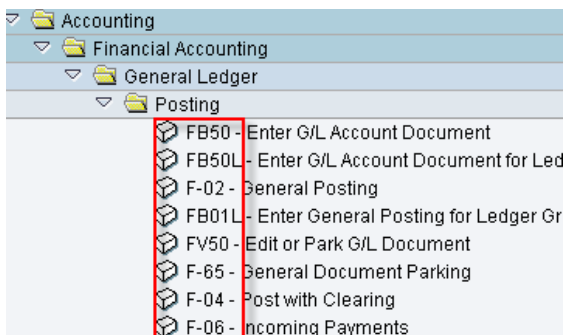 Accounting
Financial Accounting
General Ledger
Posting
FB50 - Enter G/L Account Document
FB50L - Enter G/L Account Document for Led
F-02 - General Posting
FB01L - Enter General Posting for Ledger Gr
FV50 - Edit or Park G/L Document
F-65 - General Document Parking
F-04 - Post with Clearing
F-06 - Incoming Payments